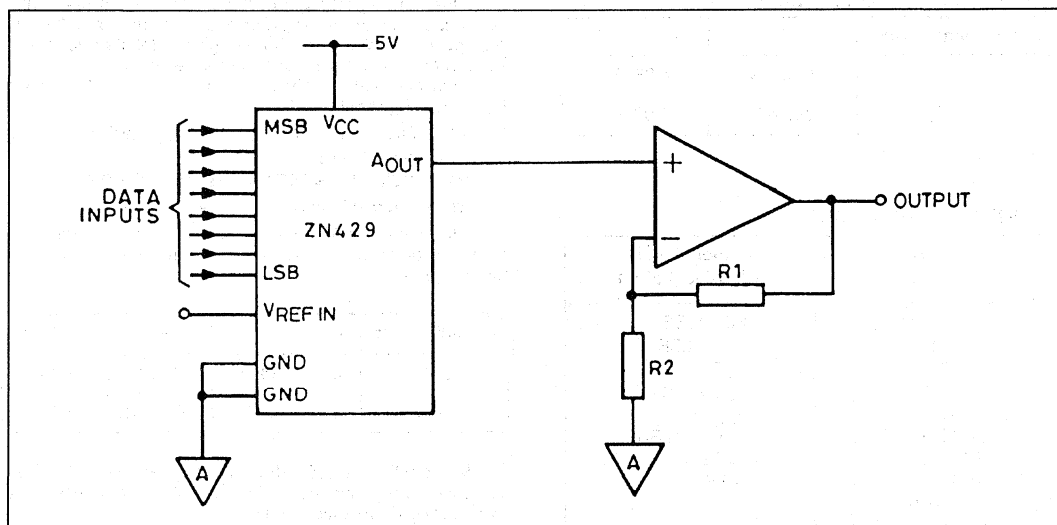 5V
MSB
VCC
AOUT
DATA
INPUTS
ZN429
LSB
VREF IN
GND
GND
A
+
−
OUTPUT
R1
R2
A